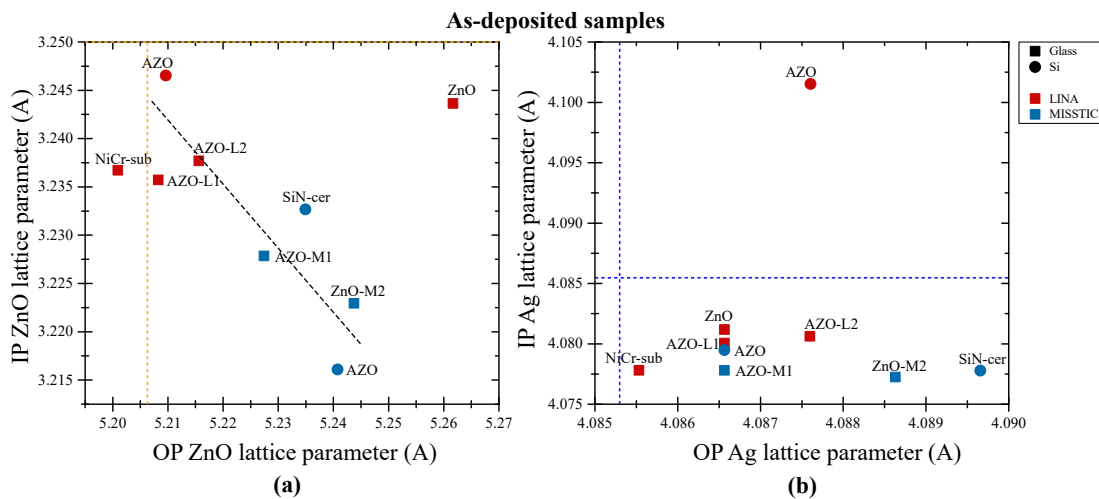 As-deposited samples
IP ZnO lattice parameter (A)
3.250
3.245
3.240
3.235
3.230
3.225
3.220
3.215
AZO
ZnO
AZO-L2
NiCr-sub
AZO-L1
SiN-cer
AZO-M1
ZnO-M2
AZO
5.20 5.21 5.22 5.23 5.24 5.25 5.26 5.27
OP ZnO lattice parameter (A)
(a)
IP Ag lattice parameter (A)
4.105
4.100
4.095
4.090
4.085
4.080
4.075
AZO
ZnO
AZO-L2
AZO-L1
AZO
NiCr-sub
AZO-M1
ZnO-M2
SiN-cer
4.085 4.086 4.087 4.088 4.089 4.090
OP Ag lattice parameter (A)
(b)
Glass
Si
LINA
MISSTIC